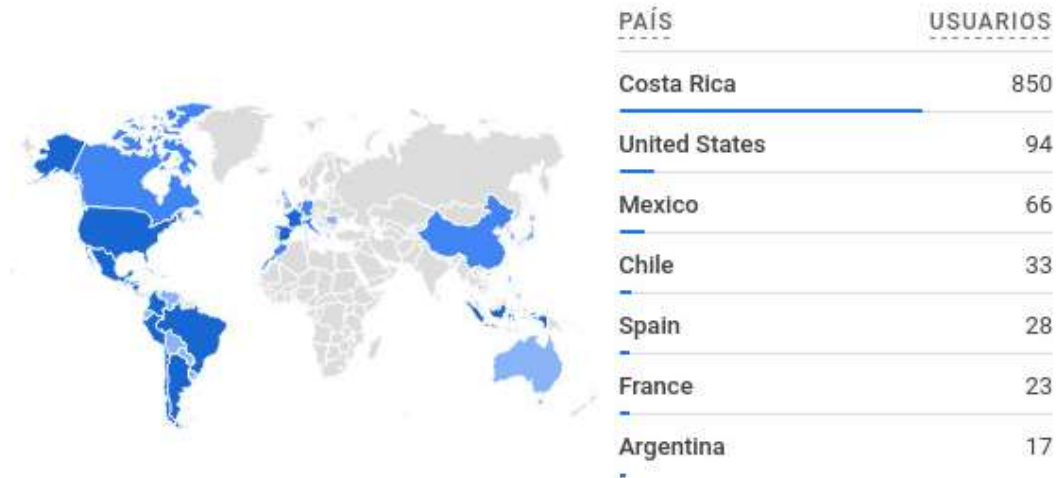 PAÍS USUARIOS
Costa Rica 850
United States 94
Mexico 66
Chile 33
Spain 28
France 23
Argentina 17